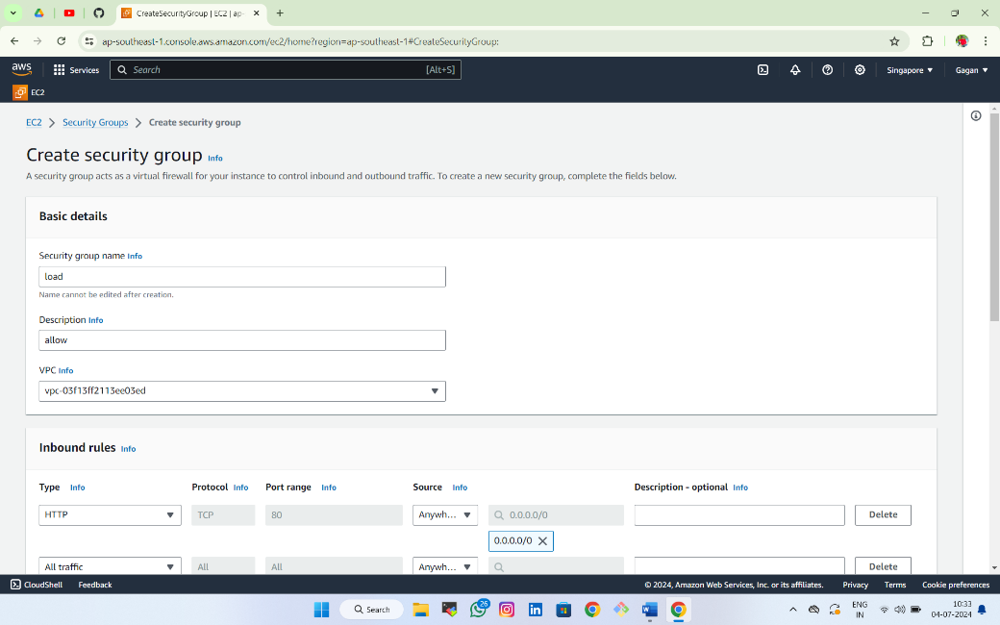 CreateSecurityGroup | EC2 | ap-
ap-southeast-1.console.aws.amazon.com/ec2/home?region=ap-southeast-1#CreateSecurityGroup:
aws
Services
Search
[Alt+S]
Singapore
Gagan
EC2
EC2
Security Groups
Create security group
Create security group Info
A security group acts as a virtual firewall for your instance to control inbound and outbound traffic. To create a new security group, complete the fields below.
Basic details
Security group name Info
load
Name cannot be edited after creation.
Description Info
allow
VPC Info
vpc-03f13ff2113ee03ed
Inbound rules Info
Type Info Protocol Info Port range Info Source Info Description - optional Info
HTTP TCP 80 Anywh... 0.0.0.0/0 Delete
0.0.0.0/0
All traffic All All Anywh... Delete
CloudShell Feedback © 2024, Amazon Web Services, Inc. or its affiliates. Privacy Terms Cookie preferences
Search
26
ENG
IN
10:33
04-07-2024